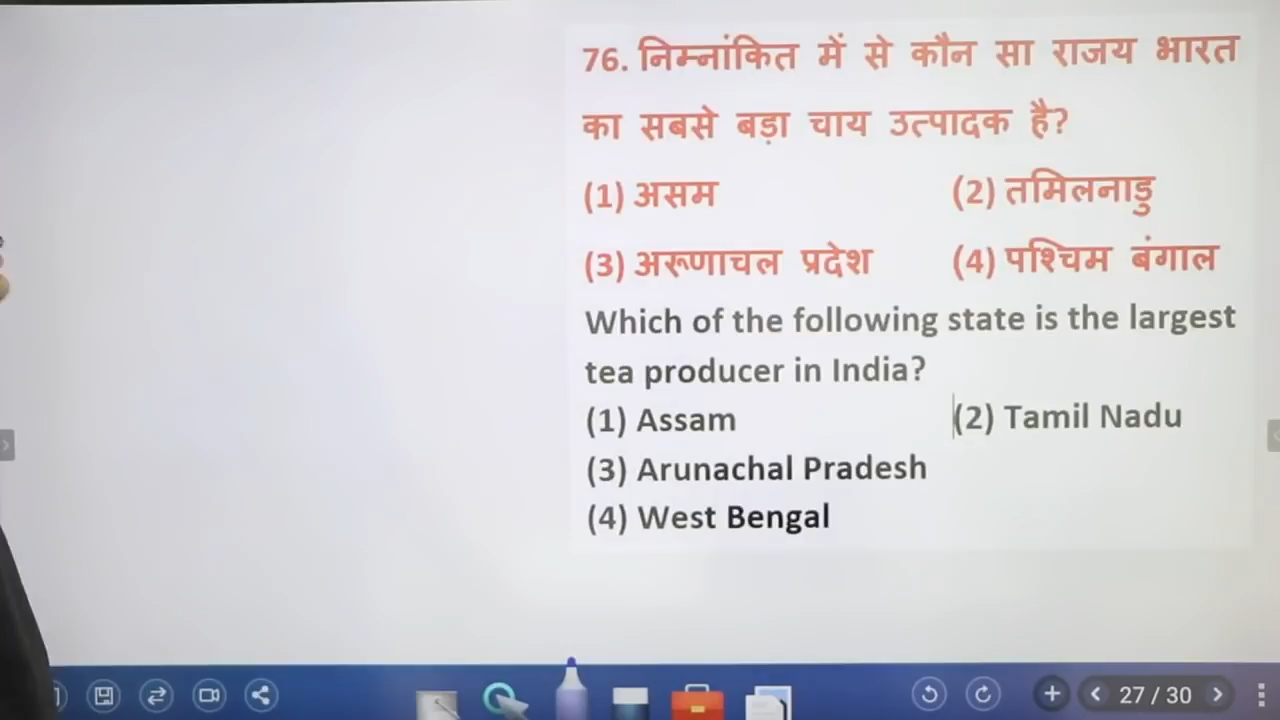 76. निम्नांकित में से कौन सा राजय भारत
का सबसे बड़ा चाय उत्पादक है?
(1) असम (2) तमिलनाडु
(3) अरूणाचल प्रदेश (4) पश्चिम बंगाल
Which of the following state is the largest
tea producer in India?
(1) Assam (2) Tamil Nadu
(3) Arunachal Pradesh
(4) West Bengal
27 / 30